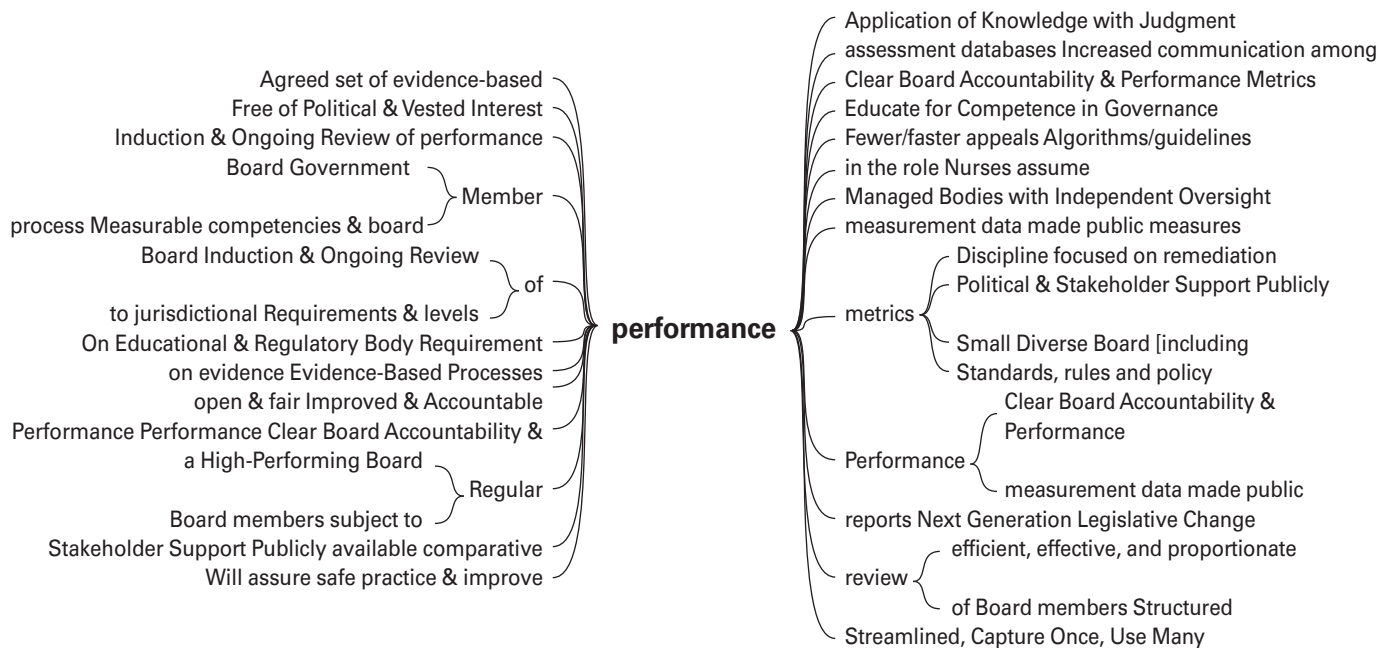 Agreed set of evidence-based
Free of Political & Vested Interest
Induction & Ongoing Review of performance
Board Government
Member
process Measurable competencies & board
Board Induction & Ongoing Review
of
to jurisdictional Requirements & levels
On Educational & Regulatory Body Requirement
on evidence Evidence-Based Processes
open & fair Improved & Accountable
Performance Performance Clear Board Accountability &
a High-Performing Board
Regular
Board members subject to
Stakeholder Support Publicly available comparative
Will assure safe practice & improve
performance
Application of Knowledge with Judgment
assessment databases Increased communication among
Clear Board Accountability & Performance Metrics
Educate for Competence in Governance
Fewer/faster appeals Algorithms/guidelines
in the role Nurses assume
Managed Bodies with Independent Oversight
measurement data made public measures
metrics
Discipline focused on remediation
Political & Stakeholder Support Publicly
Small Diverse Board [including
Standards, rules and policy
Performance
Clear Board Accountability &
Performance
measurement data made public
reports Next Generation Legislative Change
review
efficient, effective, and proportionate
of Board members Structured
Streamlined, Capture Once, Use Many